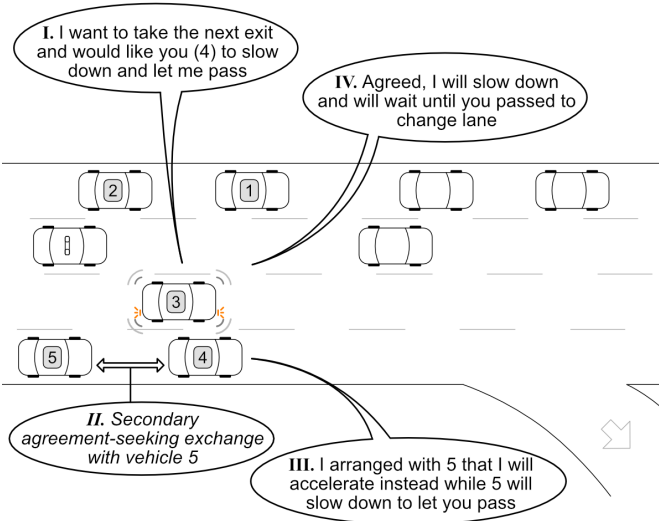 I. I want to take the next exit
and would like you (4) to slow
down and let me pass
IV. Agreed, I will slow down
and will wait until you passed to
change lane
2
1
3
5
4
II. Secondary
agreement-seeking exchange
with vehicle 5
III. I arranged with 5 that I will
accelerate instead while 5 will
slow down to let you pass